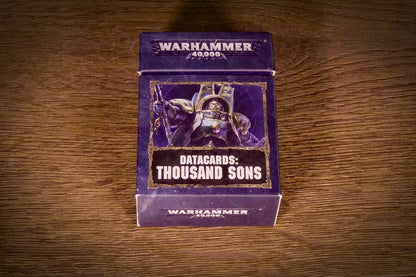 WARHAMMER
40,000
DATACARDS:
THOUSAND SONS
WARHAMMER
40,000